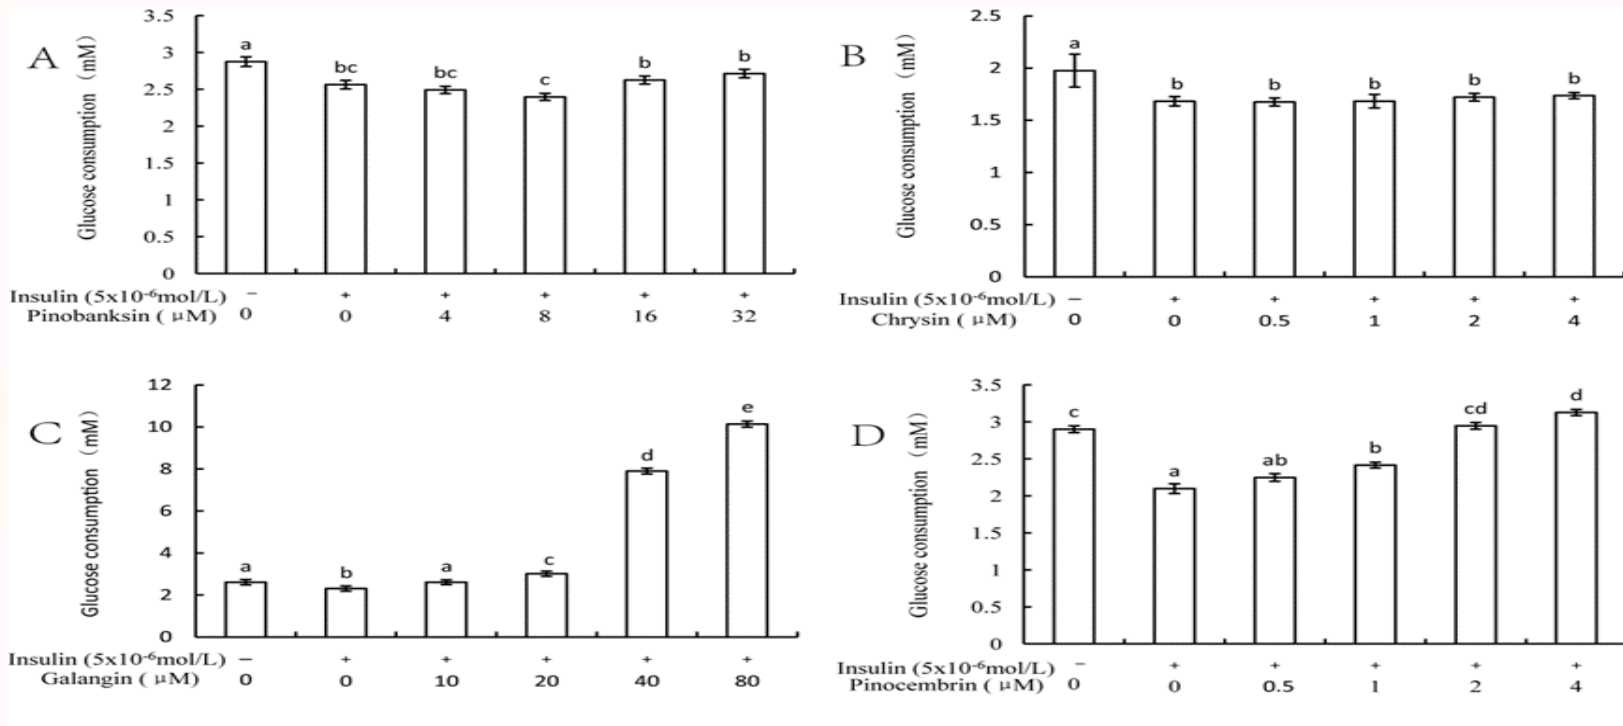 A
Glucose consumption (mM)
3.5
3
2.5
2
1.5
1
0.5
0
a
bc
bc
c
b
b
Insulin (5x10⁻⁶mol/L) − + + + + +
Pinobanksin ( μM) 0 0 4 8 16 32
B
Glucose consumption (mM)
2.5
2
1.5
1
0.5
0
a
b
b
b
b
b
Insulin (5x10⁻⁶mol/L) − + + + + +
Chrysin ( μM) 0 0 0.5 1 2 4
C
Glucose consumption (mM)
12
10
8
6
4
2
0
a
b
a
c
d
e
Insulin (5x10⁻⁶mol/L) − + + + + +
Galangin ( μM) 0 0 10 20 40 80
D
Glucose consumption (mM)
3.5
3
2.5
2
1.5
1
0.5
0
c
a
ab
b
cd
d
Insulin (5x10⁻⁶mol/L) − + + + + +
Pinocembrin ( μM) 0 0 0.5 1 2 4